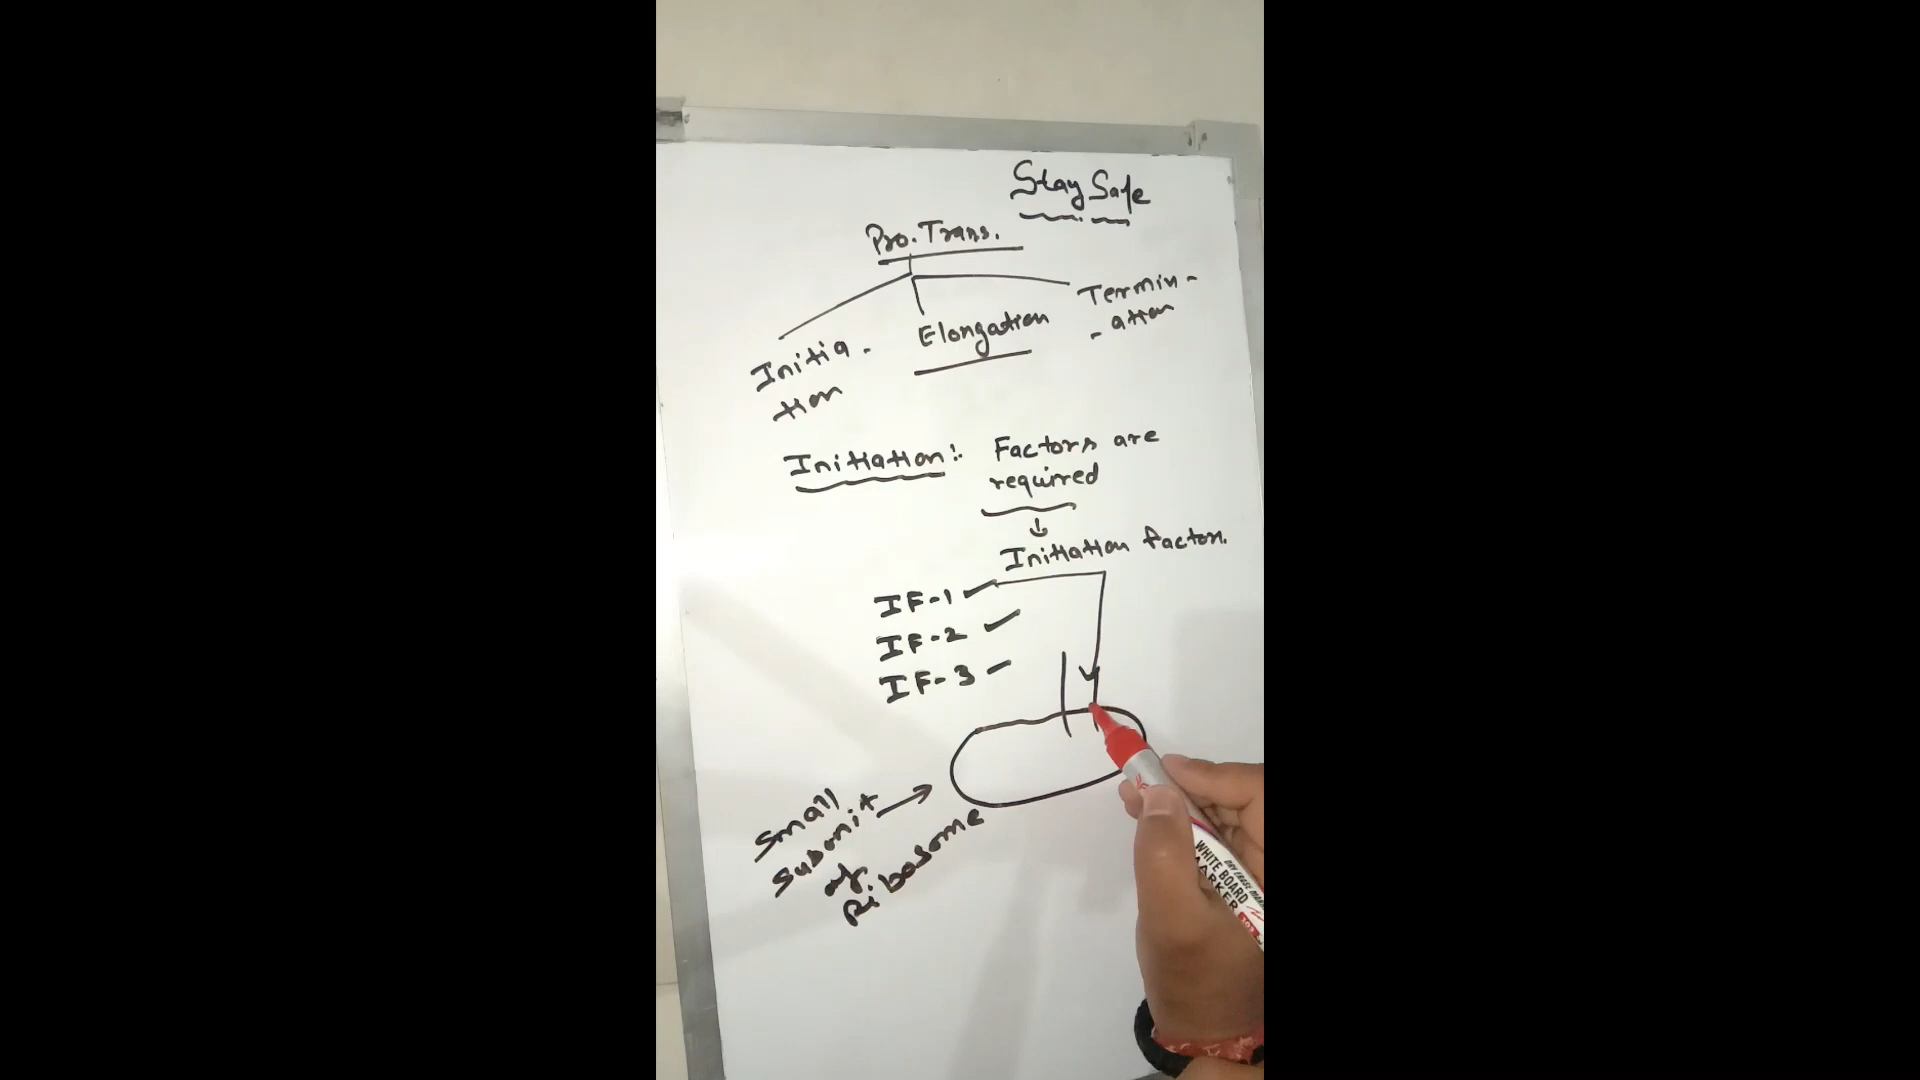 Stay Safe
Pro. Trans.
Initia-
tion
Elongation
Termin-
-ation
Initiation:- Factors are
required
Initiation factors.
IF-1
IF-2
IF-3
Small
Subunit
of
Ribosome
WHITE BOARD
MARKER